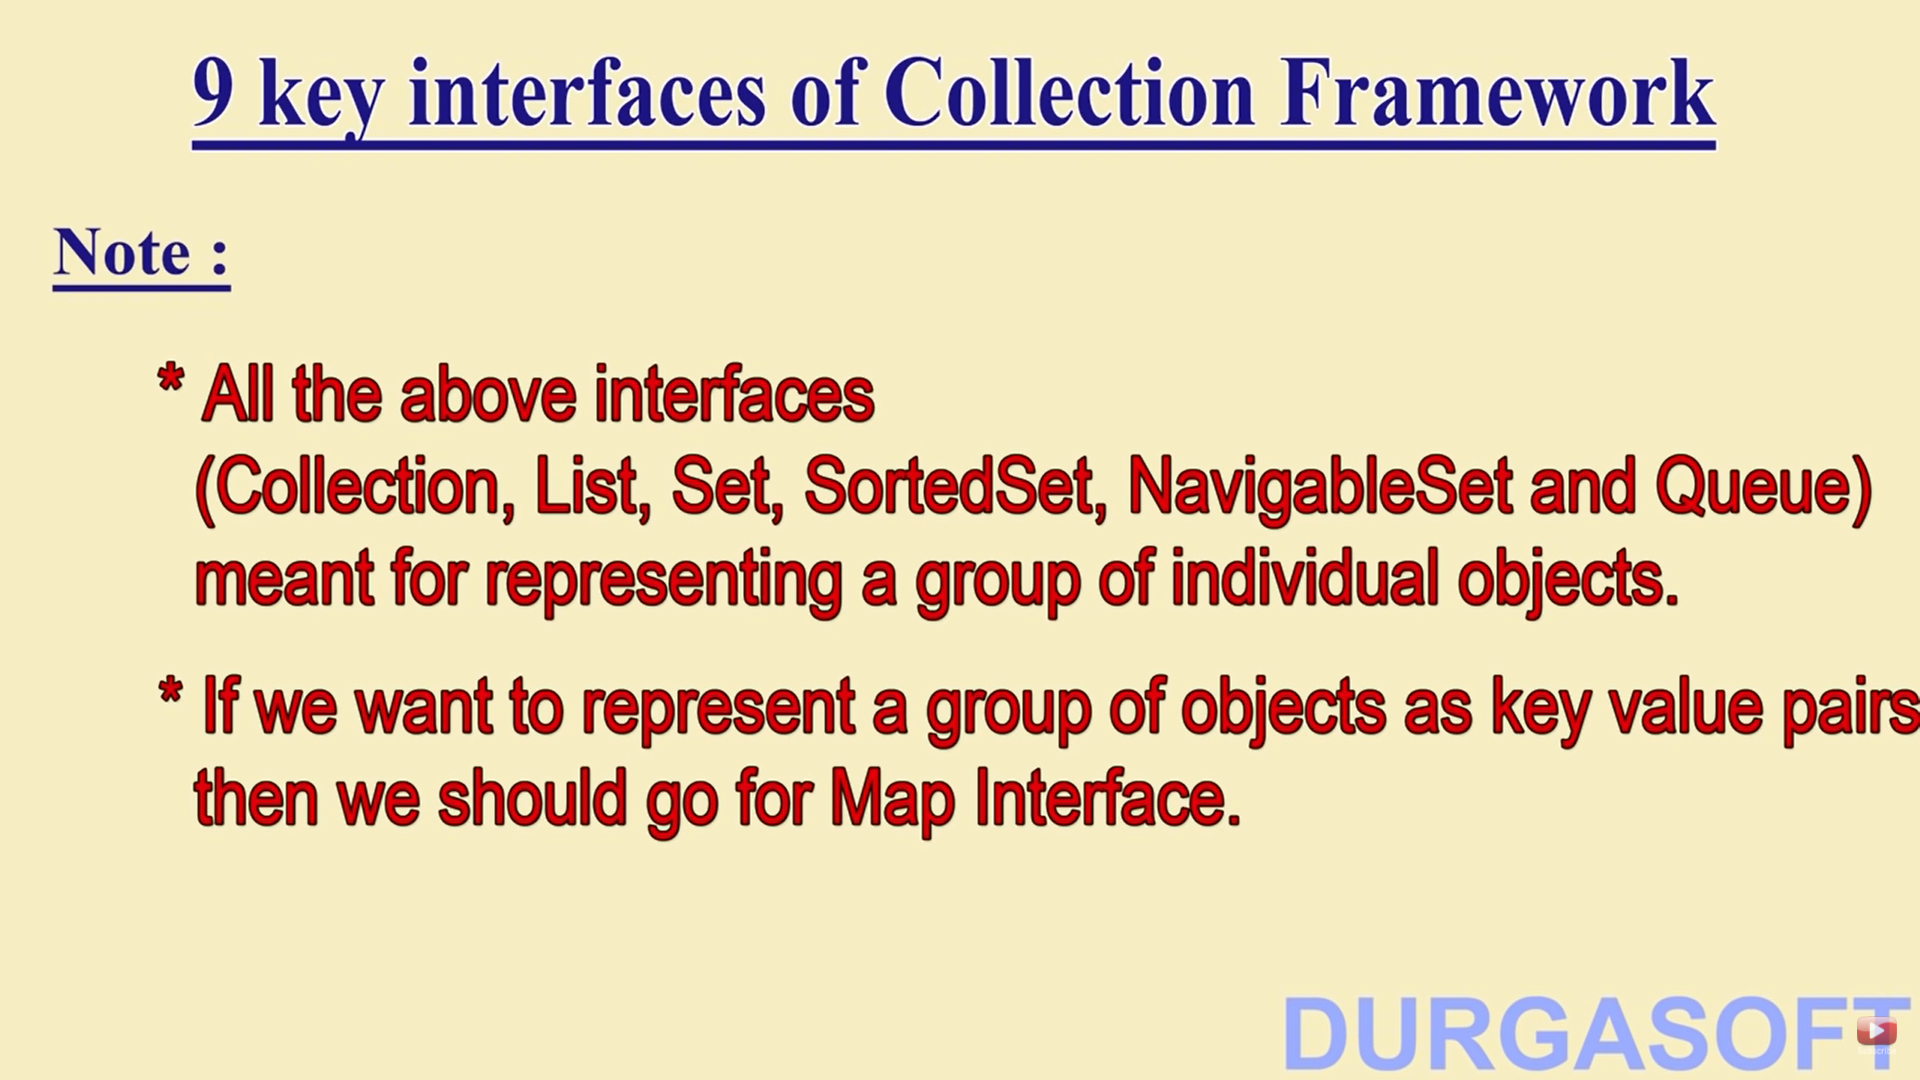 9 key interfaces of Collection Framework
Note :
* All the above interfaces
(Collection, List, Set, SortedSet, NavigableSet and Queue)
meant for representing a group of individual objects.
* If we want to represent a group of objects as key value pairs
then we should go for Map Interface.
DURGASOFT